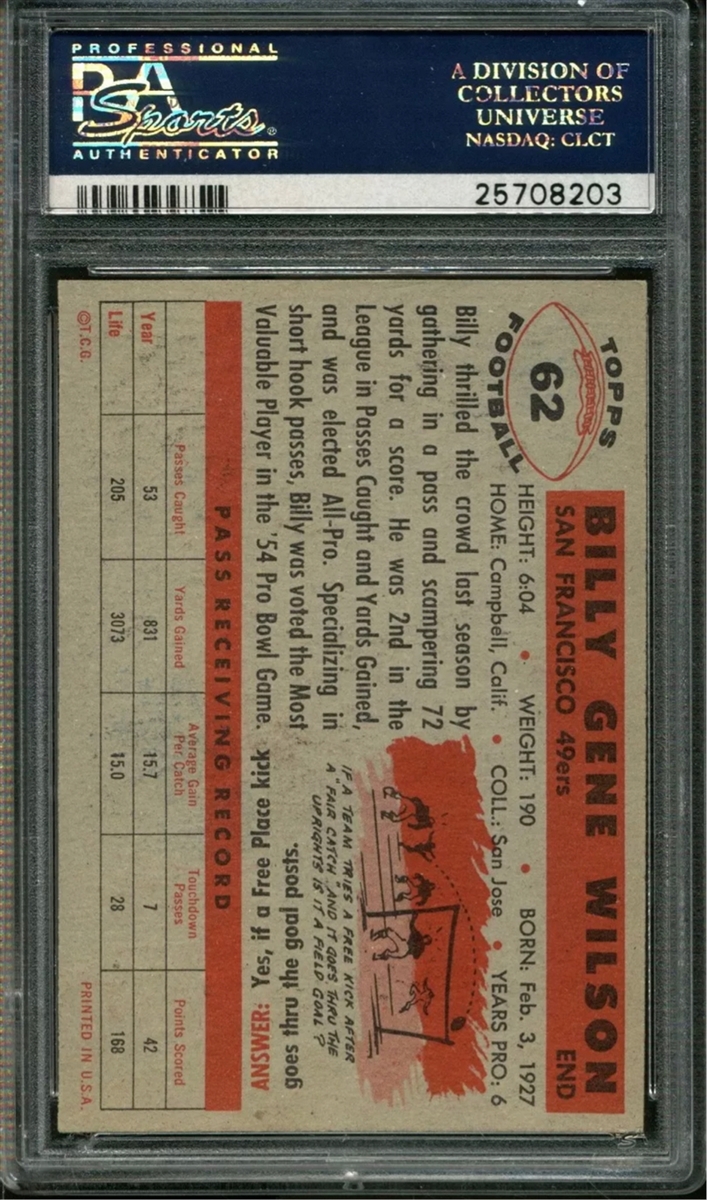 PROFESSIONAL
PSA
Sports®
AUTHENTICATOR
A DIVISION OF
COLLECTORS
UNIVERSE
NASDAQ: CLCT
25708203
TOPPS
62
FOOTBALL
BILLY GENE WILSON
SAN FRANCISCO 49ers END
HEIGHT: 6:04 • WEIGHT: 190 • BORN: Feb. 3, 1927
HOME: Campbell, Calif. • COLL.: San Jose • YEARS PRO: 6
Billy thrilled the crowd last season by
gathering in a pass and scampering 72
yards for a score. He was 2nd in the
League in Passes Caught and Yards Gained,
and was elected All-Pro. Specializing in
short hook passes, Billy was voted the Most
Valuable Player in the '54 Pro Bowl Game.
IF A TEAM TRIES A FREE KICK AFTER
A "FAIR CATCH" AND IT GOES THRU THE
UPRIGHTS IS IT A FIELD GOAL?
ANSWER: Yes, if a Free Place Kick
goes thru the goal posts.
PASS RECEIVING RECORD
Passes Caught Yards Gained Average Gain Per Catch Touchdown Passes Points Scored
Year 53 831 15.7 7 42
Life 205 3073 15.0 28 168
©T.C.G. PRINTED IN U.S.A.